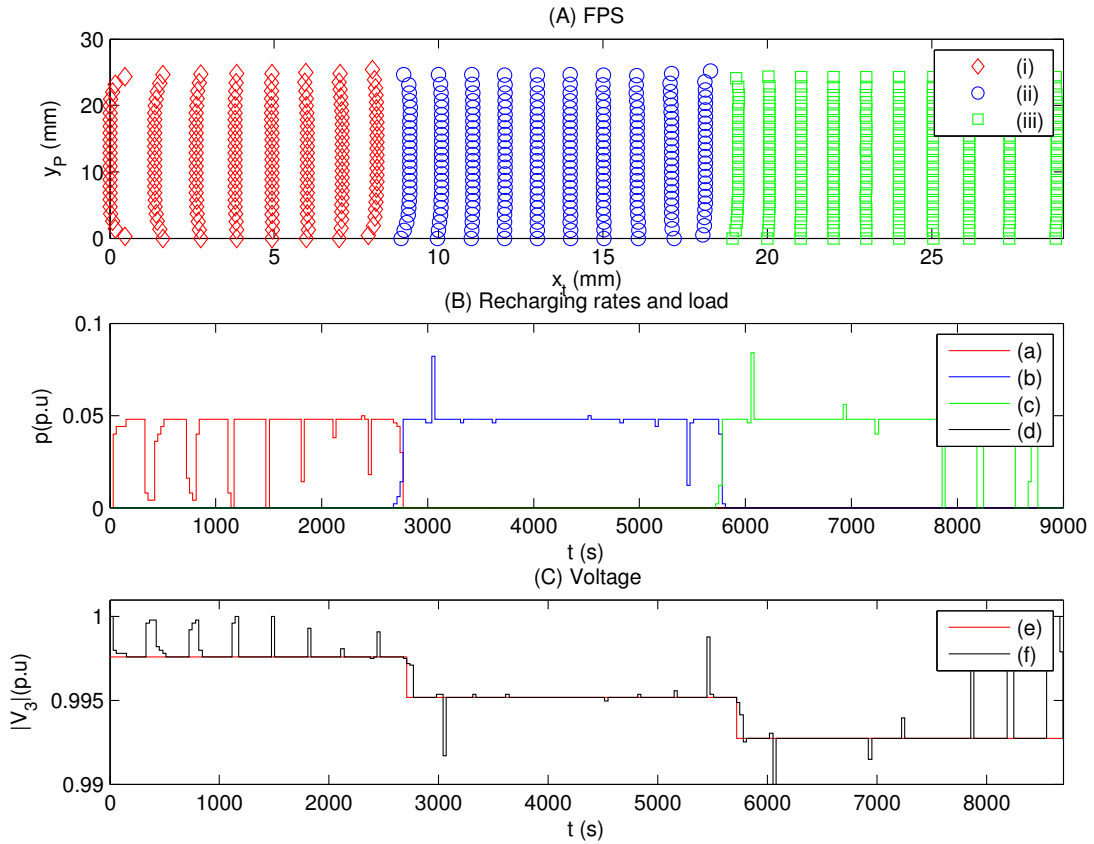 (A) FPS
30
20
10
0
y_P (mm)
(i)
(ii)
(iii)
0 5 10 15 20 25
x_t (mm)
(B) Recharging rates and load
0.1
0.05
0
p(p.u)
(a)
(b)
(c)
(d)
0 1000 2000 3000 4000 5000 6000 7000 8000 9000
t (s)
(C) Voltage
1
0.995
0.99
|V_3|(p.u)
(e)
(f)
0 1000 2000 3000 4000 5000 6000 7000 8000
t (s)